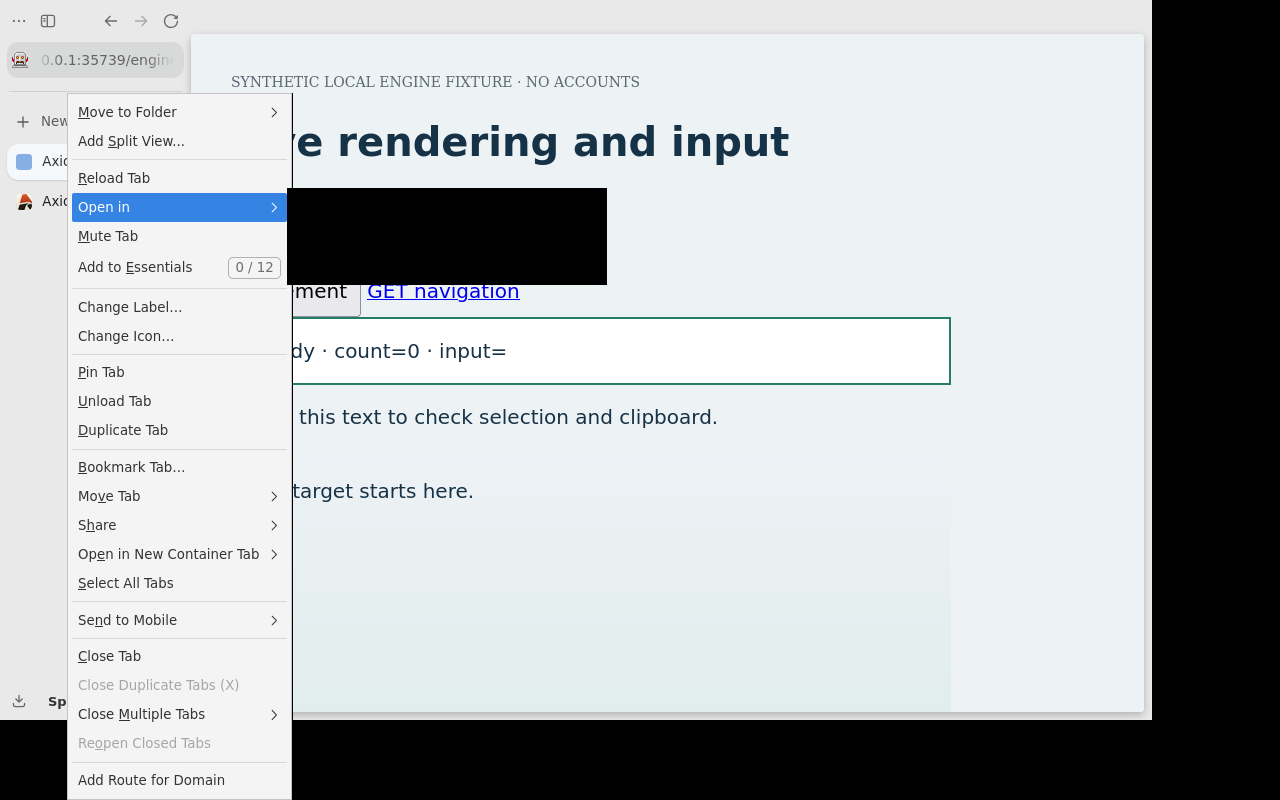 0.0.1:35739/engin
SYNTHETIC LOCAL ENGINE FIXTURE · NO ACCOUNTS
New
Axio
Axio
Sp
rendering and input
Move to Folder
Add Split View...
Reload Tab
Open in
Mute Tab
Add to Essentials 0 / 12
Change Label...
Change Icon...
Pin Tab
Unload Tab
Duplicate Tab
Bookmark Tab...
Move Tab
Share
Open in New Container Tab
Select All Tabs
Send to Mobile
Close Tab
Close Duplicate Tabs (X)
Close Multiple Tabs
Reopen Closed Tabs
Add Route for Domain
ment GET navigation
dy · count=0 · input=
this text to check selection and clipboard.
target starts here.